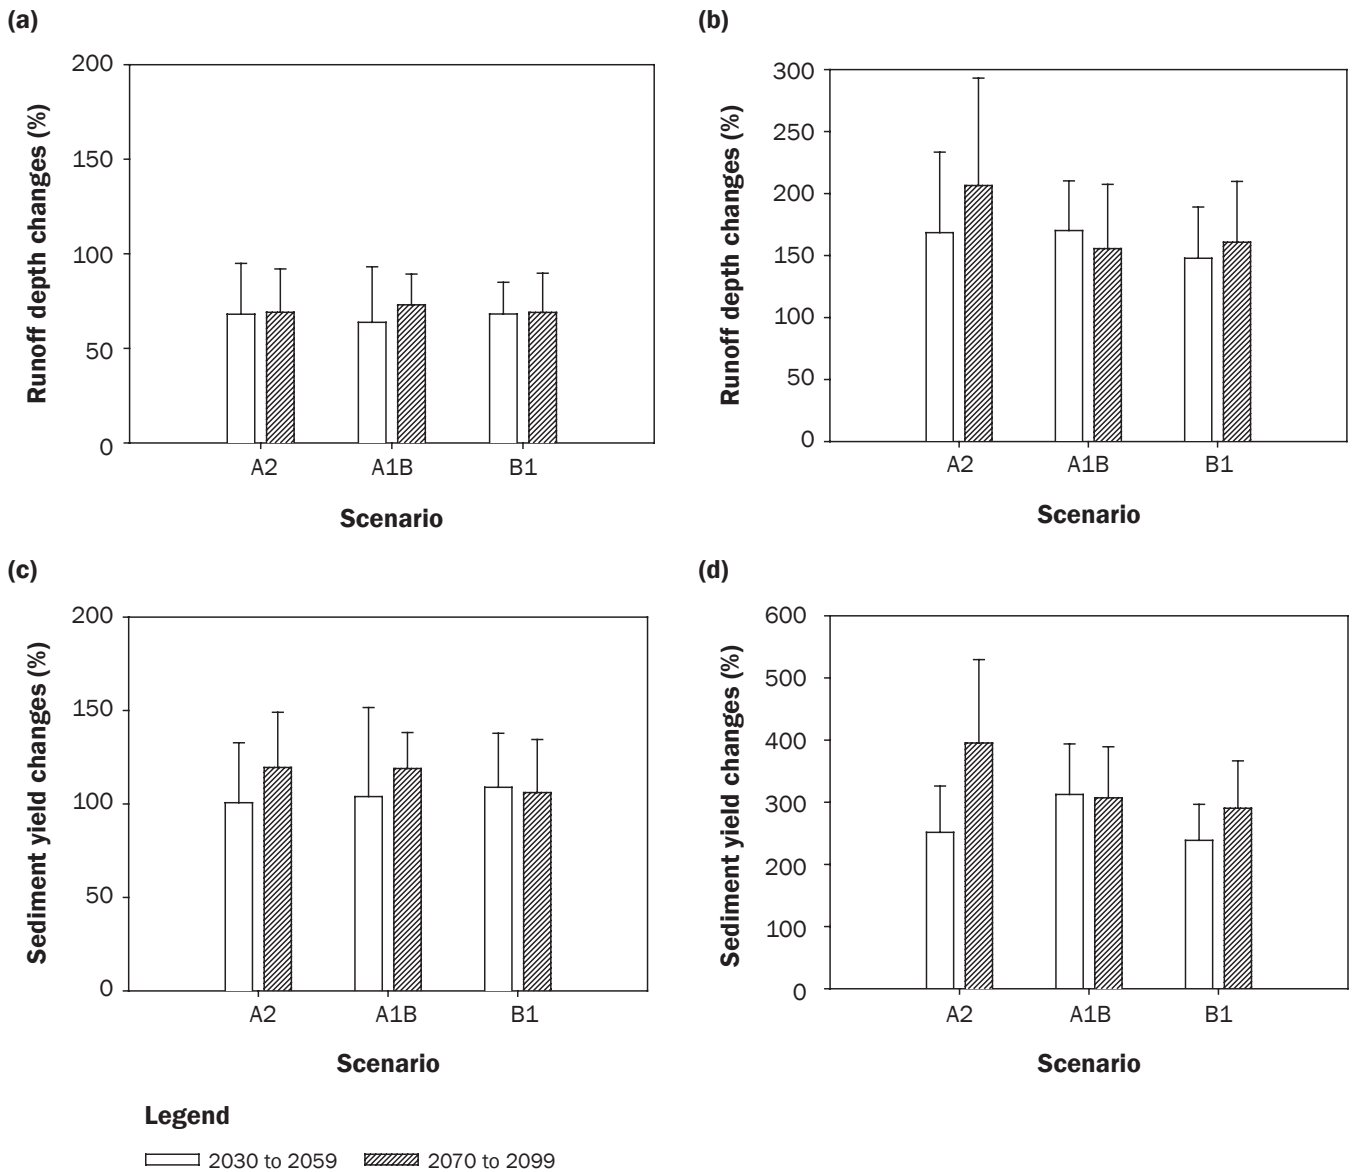 (a)
Runoff depth changes (%)
200
150
100
50
0
A2 A1B B1
Scenario
(b)
Runoff depth changes (%)
300
250
200
150
100
50
0
A2 A1B B1
Scenario
(c)
Sediment yield changes (%)
200
150
100
50
0
A2 A1B B1
Scenario
(d)
Sediment yield changes (%)
600
500
400
300
200
100
0
A2 A1B B1
Scenario
Legend
2030 to 2059 2070 to 2099